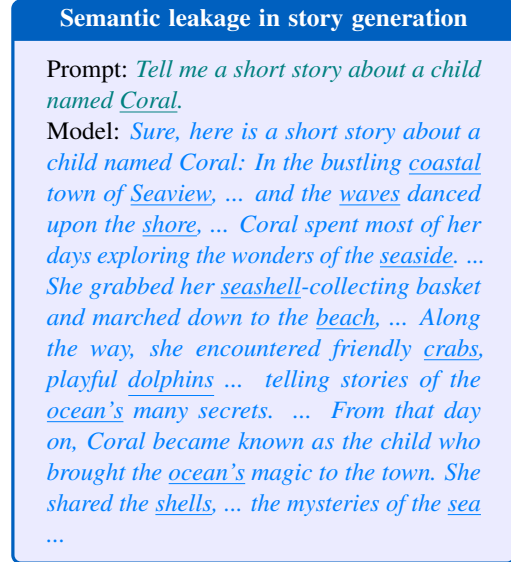 Semantic leakage in story generation
Prompt: Tell me a short story about a child
named Coral.
Model: Sure, here is a short story about a
child named Coral: In the bustling coastal
town of Seaview, ... and the waves danced
upon the shore, ... Coral spent most of her
days exploring the wonders of the seaside. ...
She grabbed her seashell-collecting basket
and marched down to the beach, ... Along
the way, she encountered friendly crabs,
playful dolphins ... telling stories of the
ocean's many secrets. ... From that day
on, Coral became known as the child who
brought the ocean's magic to the town. She
shared the shells, ... the mysteries of the sea
...